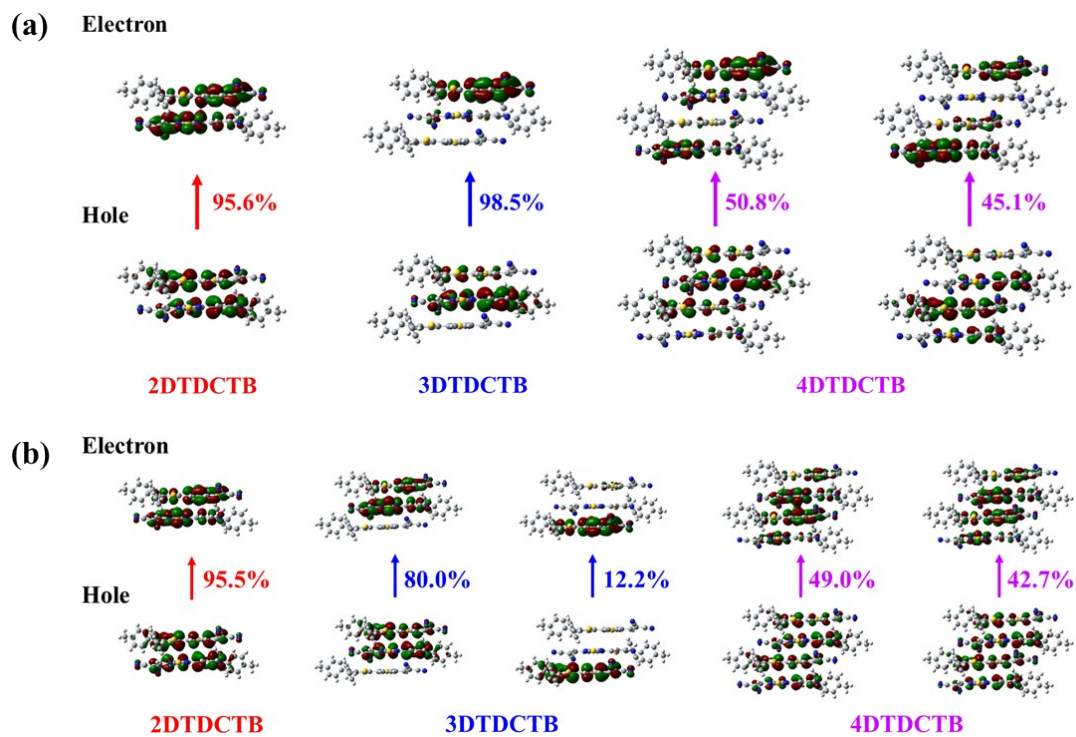 (a) Electron
95.6% 98.5% 50.8% 45.1%
Hole
2DTDCTB 3DTDCTB 4DTDCTB
(b) Electron
95.5% 80.0% 12.2% 49.0% 42.7%
Hole
2DTDCTB 3DTDCTB 4DTDCTB